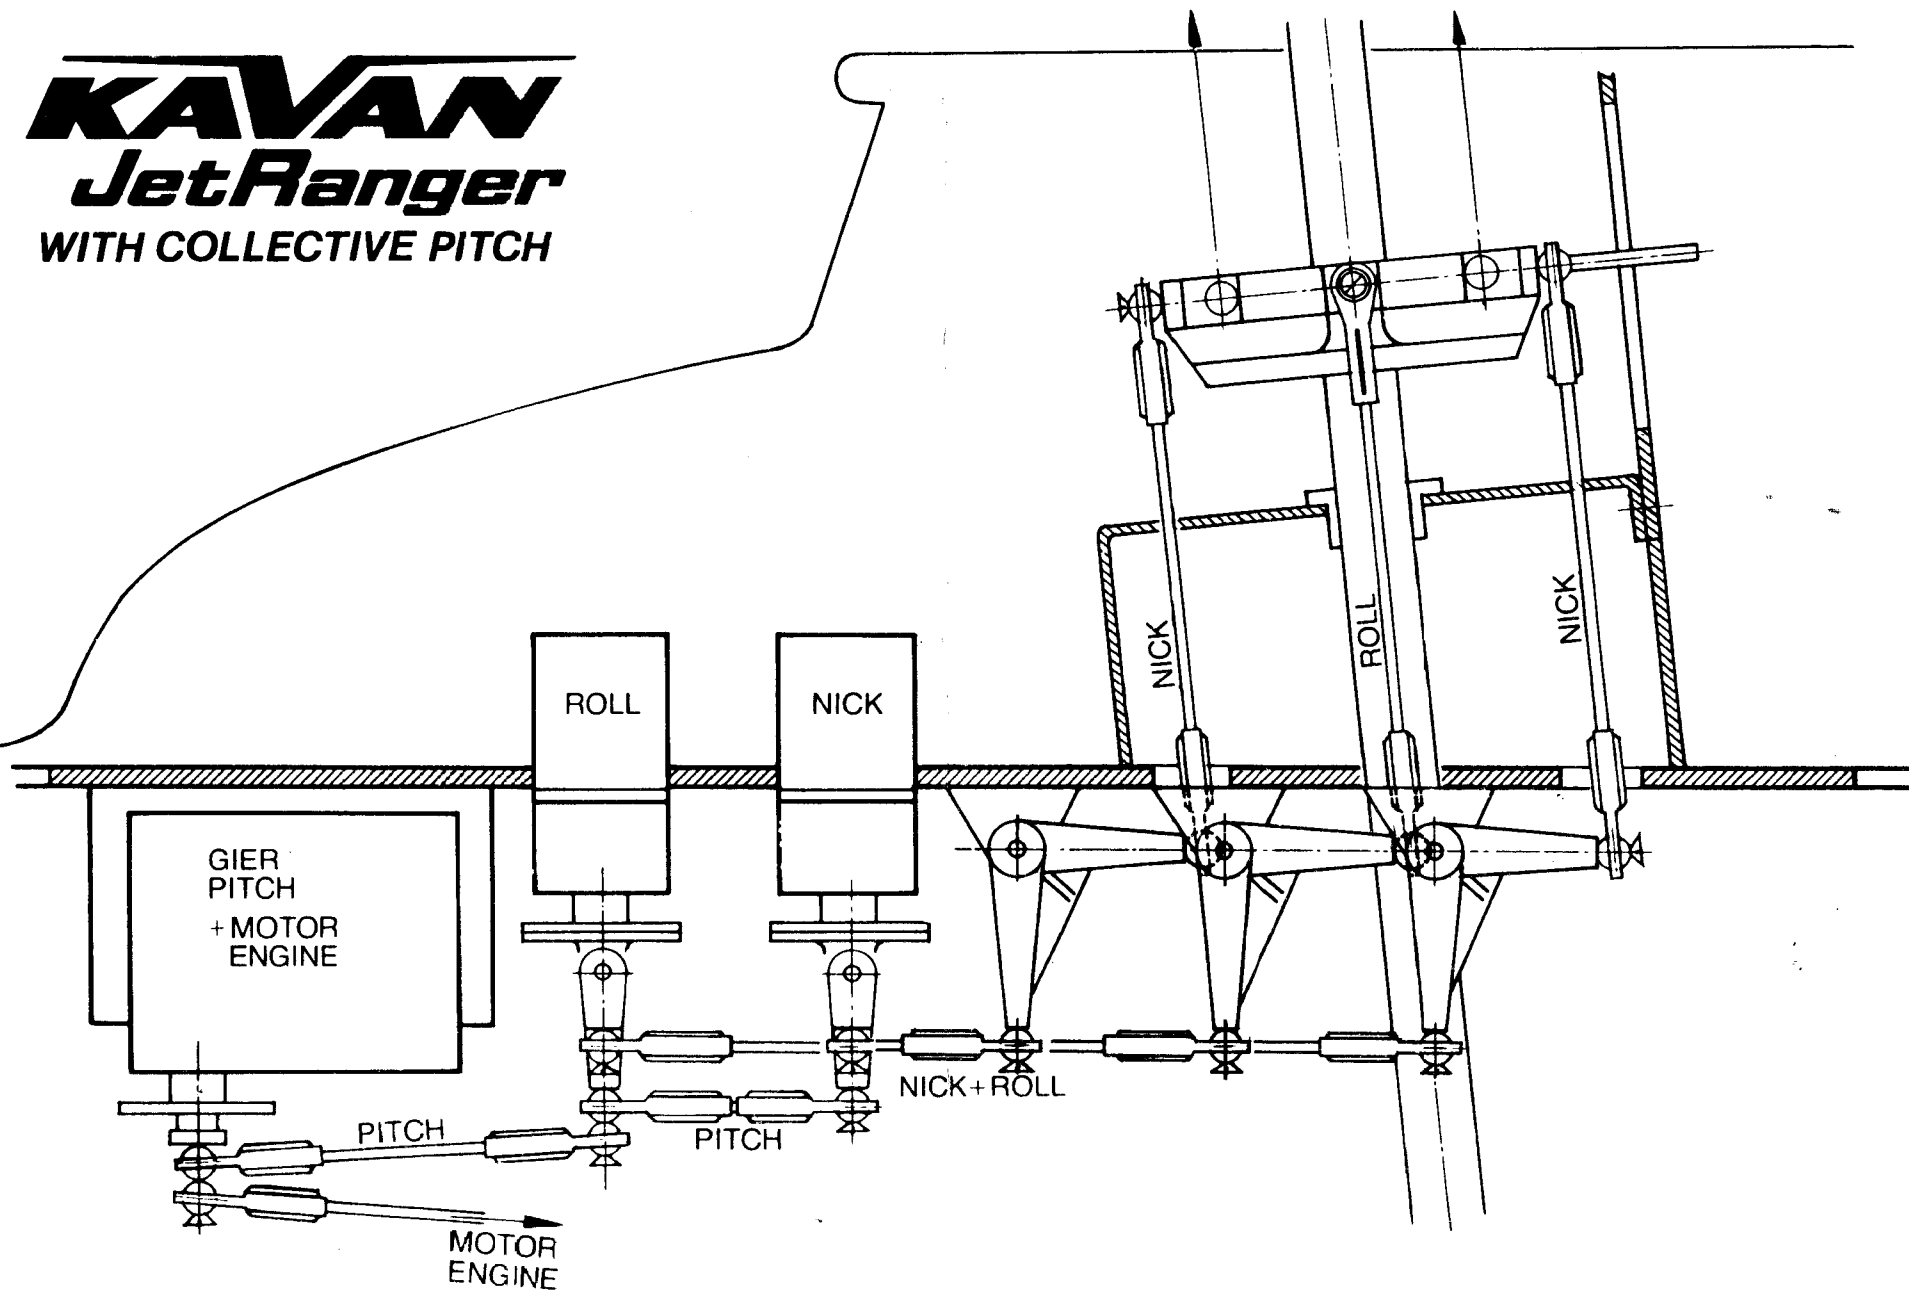 KAVAN
JetRanger
WITH COLLECTIVE PITCH
NICK
ROLL
NICK
ROLL
NICK
GIER
PITCH
+MOTOR
ENGINE
NICK+ROLL
PITCH
PITCH
MOTOR
ENGINE